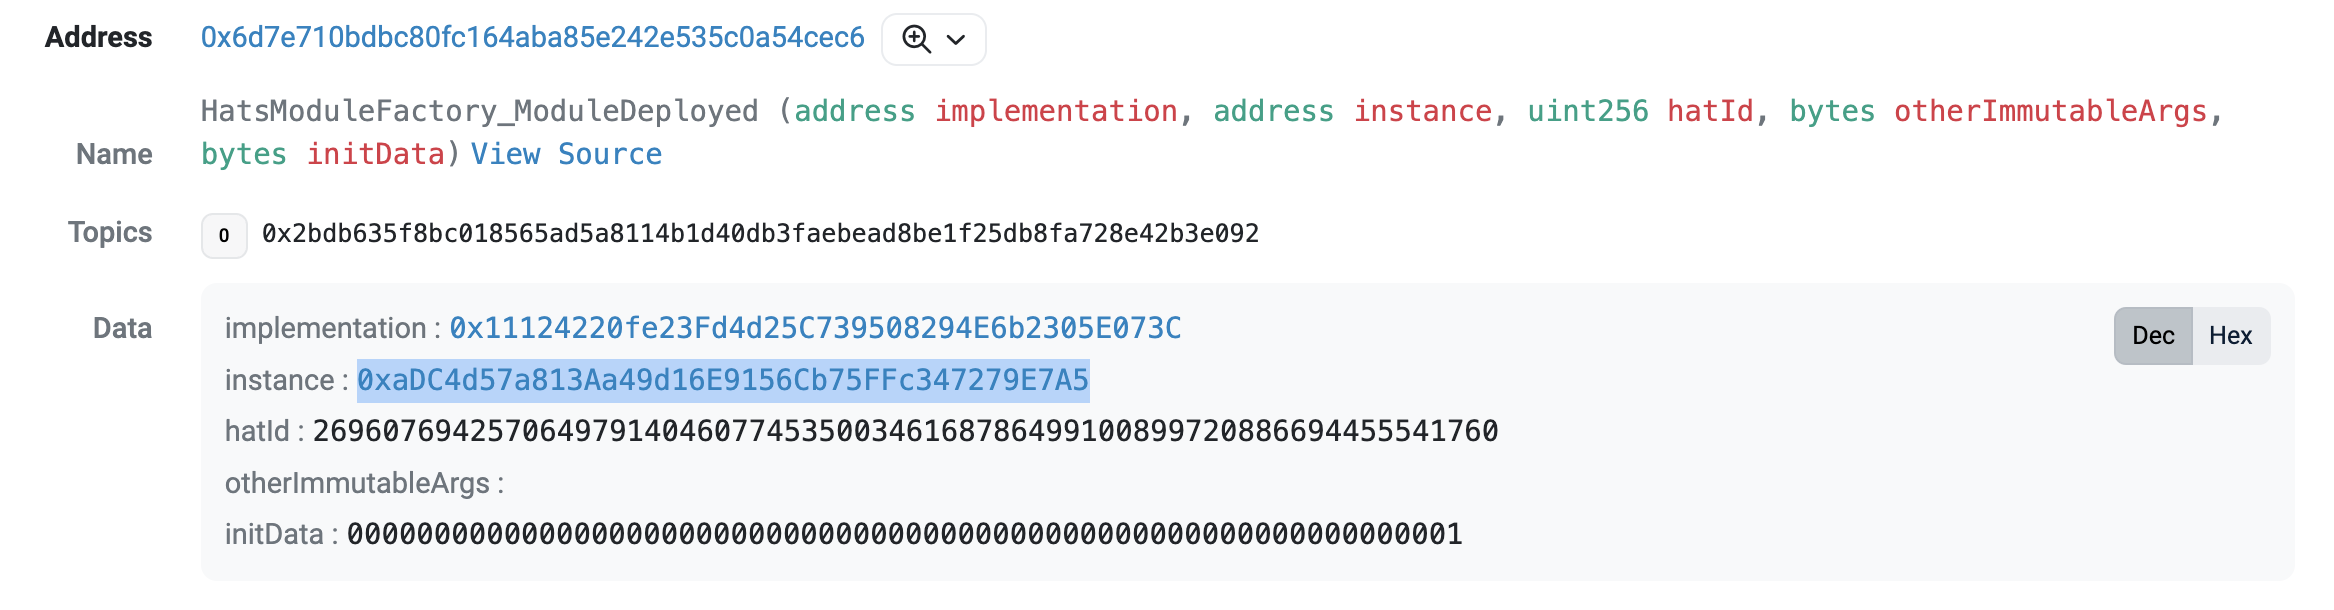 Address 0x6d7e710bdbc80fc164aba85e242e535c0a54cec6
HatsModuleFactory_ModuleDeployed (address implementation, address instance, uint256 hatId, bytes otherImmutableArgs,
Name bytes initData) View Source
Topics 0 0x2bdb635f8bc018565ad5a8114b1d40db3faebead8be1f25db8fa728e42b3e092
Data implementation : 0x11124220fe23Fd4d25C739508294E6b2305E073C
Dec Hex
instance : 0xaDC4d57a813Aa49d16E9156Cb75FFc347279E7A5
hatId : 26960769425706497914046077453500346168786499100899720886694455541760
otherImmutableArgs :
initData : 0000000000000000000000000000000000000000000000000000000000000001